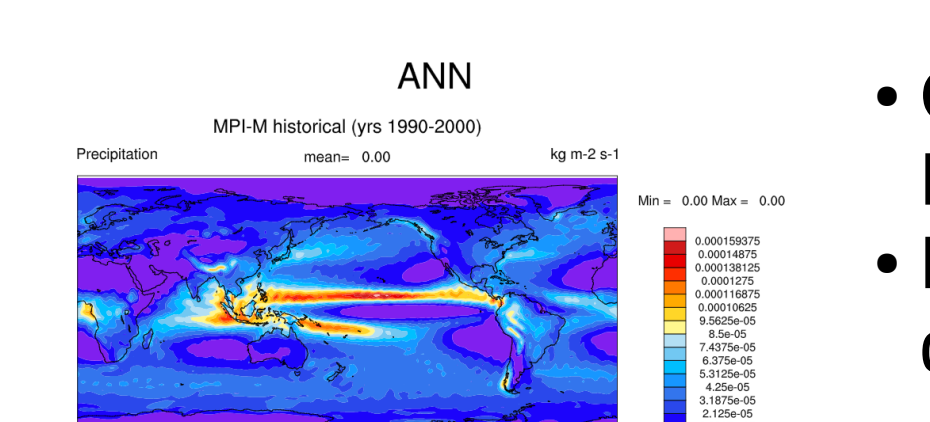 ANN
MPI-M historical (yrs 1990-2000)
Precipitation mean= 0.00 kg m-2 s-1
Min = 0.00 Max = 0.00
0.000159375
0.00014875
0.000138125
0.0001275
0.000116875
0.00010625
9.5625e-05
8.5e-05
7.4375e-05
6.375e-05
5.3125e-05
4.25e-05
3.1875e-05
2.125e-05